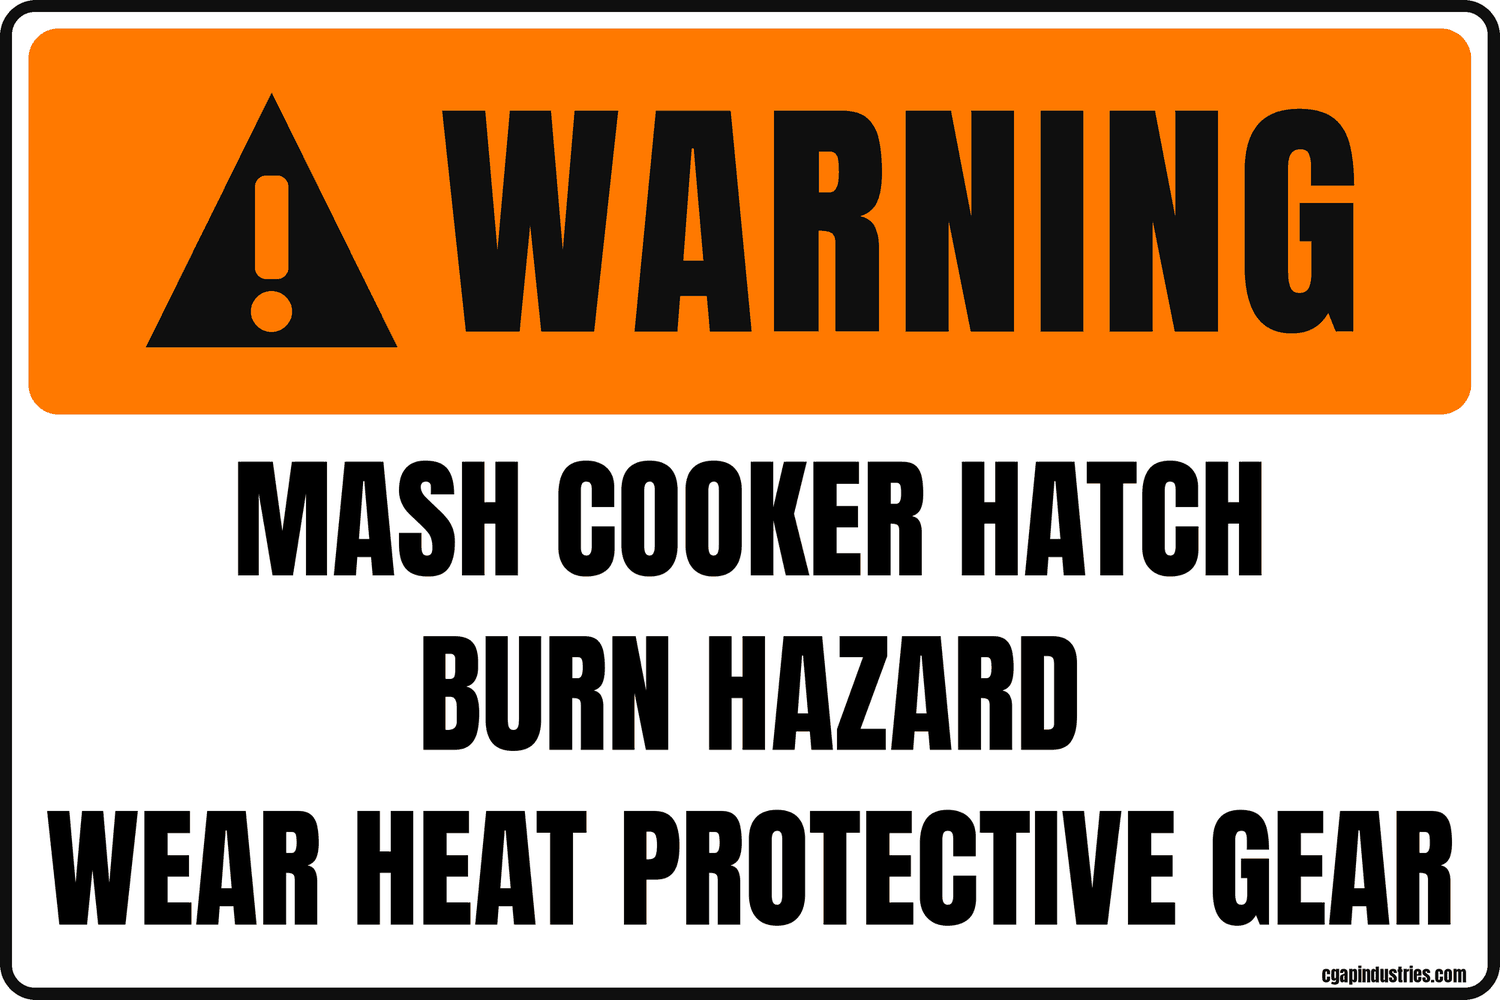 WARNING
MASH COOKER HATCH
BURN HAZARD
WEAR HEAT PROTECTIVE GEAR
cgapindustries.com